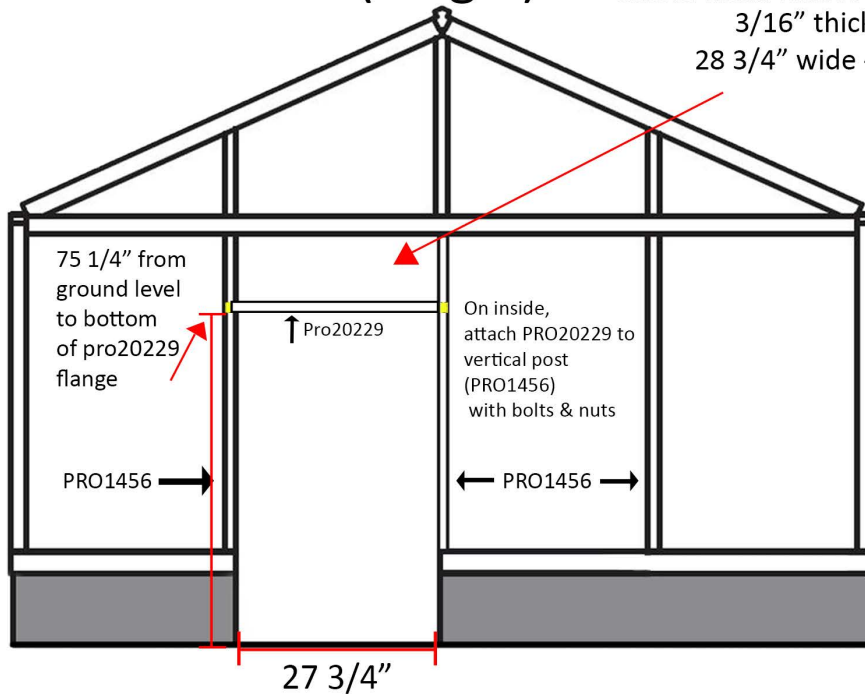 3/16” thick
28 3/4” wide
75 1/4” from
ground level
to bottom
of pro20229
flange
Pro20229
On inside,
attach PRO20229 to
vertical post
(PRO1456)
with bolts & nuts
PRO1456
PRO1456
27 3/4”